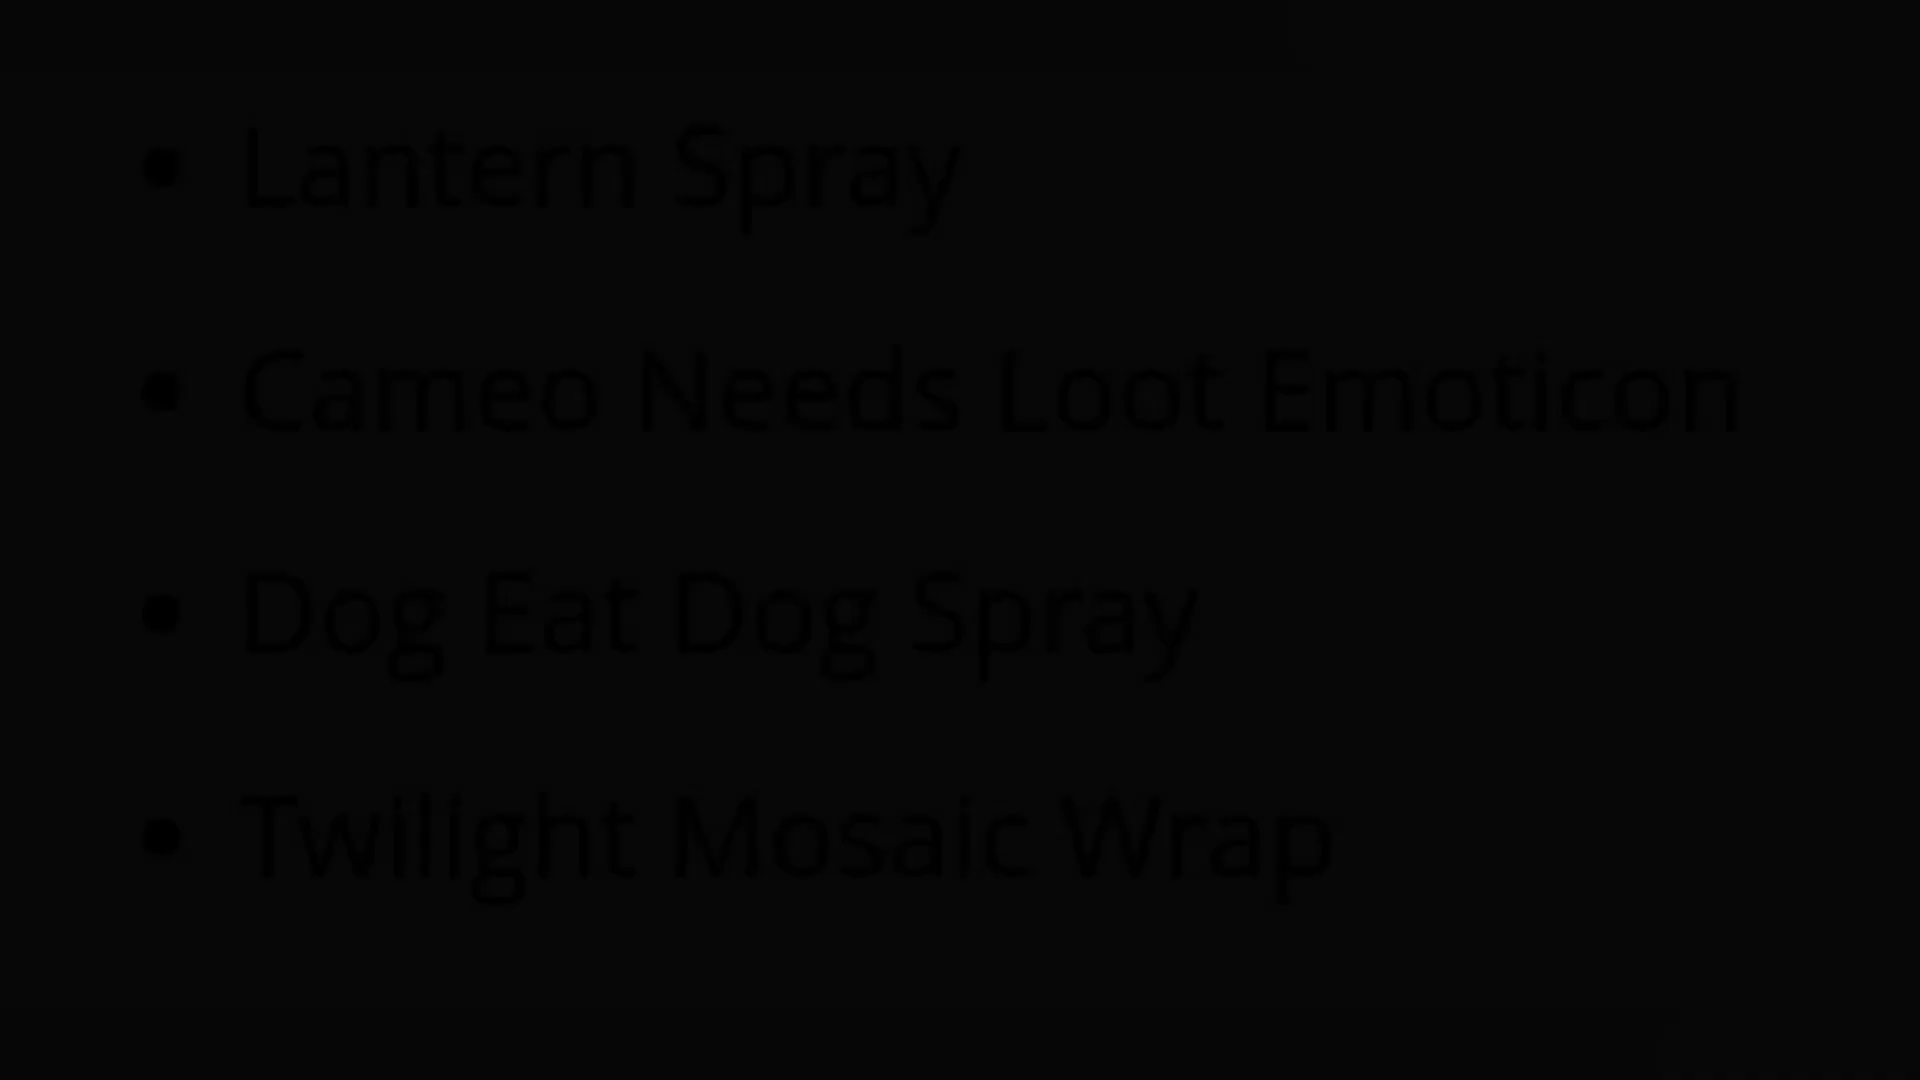 • Lantern Spray
• Cameo Needs Loot Emoticon
• Dog Eat Dog Spray
• Twilight Mosaic Wrap